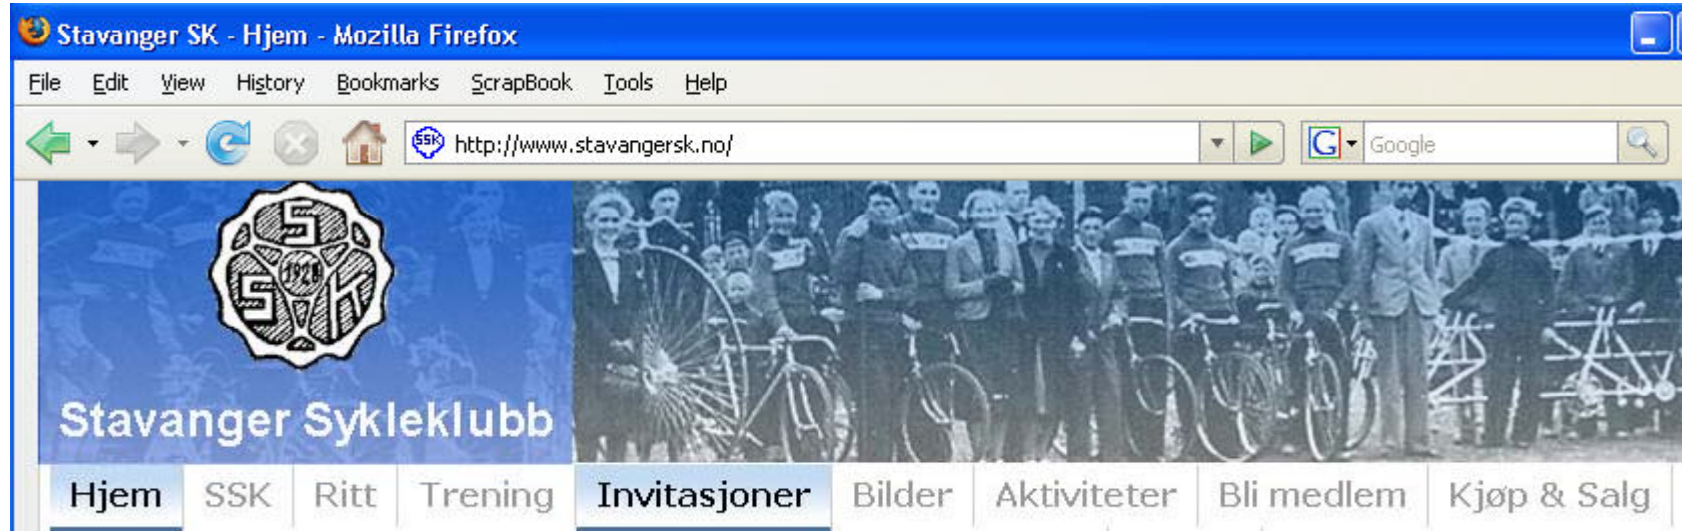 Stavanger SK - Hjem - Mozilla Firefox
File Edit View History Bookmarks ScrapBook Tools Help
SSK http://www.stavangersk.no/ G Google
S
1928
S K
Stavanger Sykleklubb
Hjem SSK Ritt Trening Invitasjoner Bilder Aktiviteter Bli medlem Kjøp & Salg